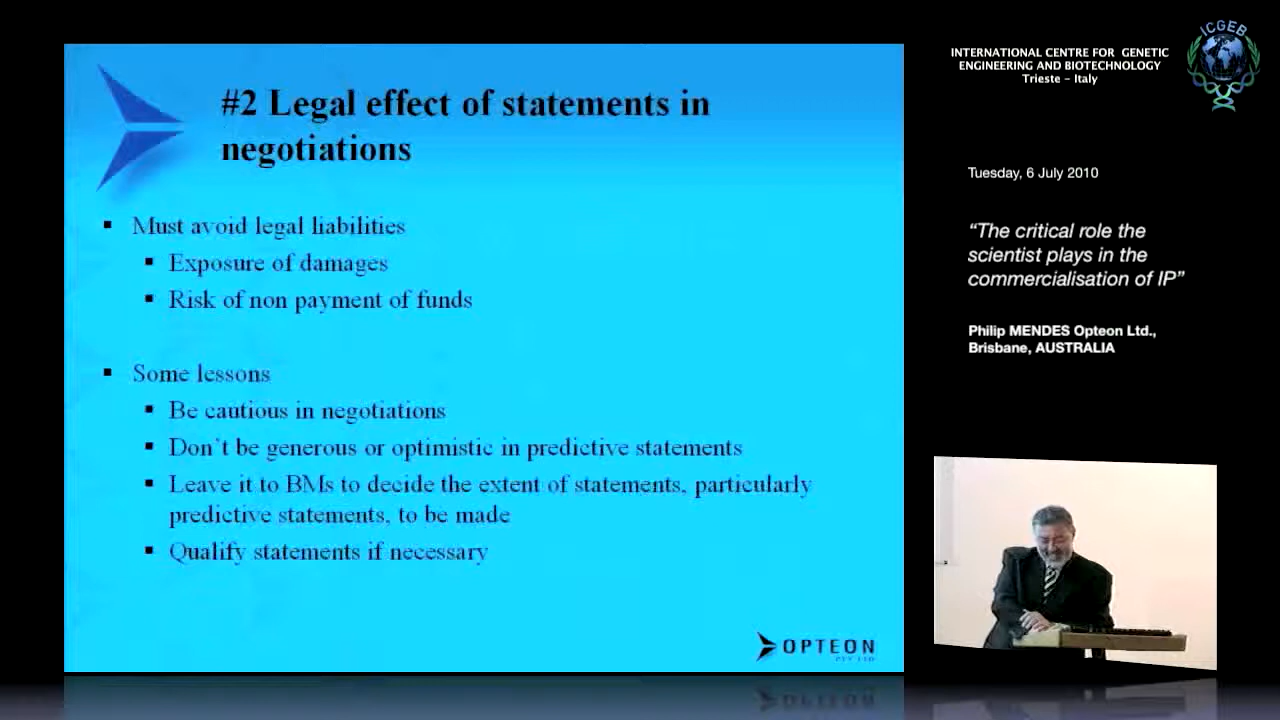 #2 Legal effect of statements in
negotiations
Must avoid legal liabilities
Exposure of damages
Risk of non payment of funds
Some lessons
Be cautious in negotiations
Don't be generous or optimistic in predictive statements
Leave it to BMs to decide the extent of statements, particularly
predictive statements, to be made
Qualify statements if necessary
OPTEON
PTY LTD
INTERNATIONAL CENTRE FOR GENETIC
ENGINEERING AND BIOTECHNOLOGY
Trieste - Italy
ICGEB
Tuesday, 6 July 2010
“The critical role the
scientist plays in the
commercialisation of IP”
Philip MENDES Opteon Ltd.,
Brisbane, AUSTRALIA